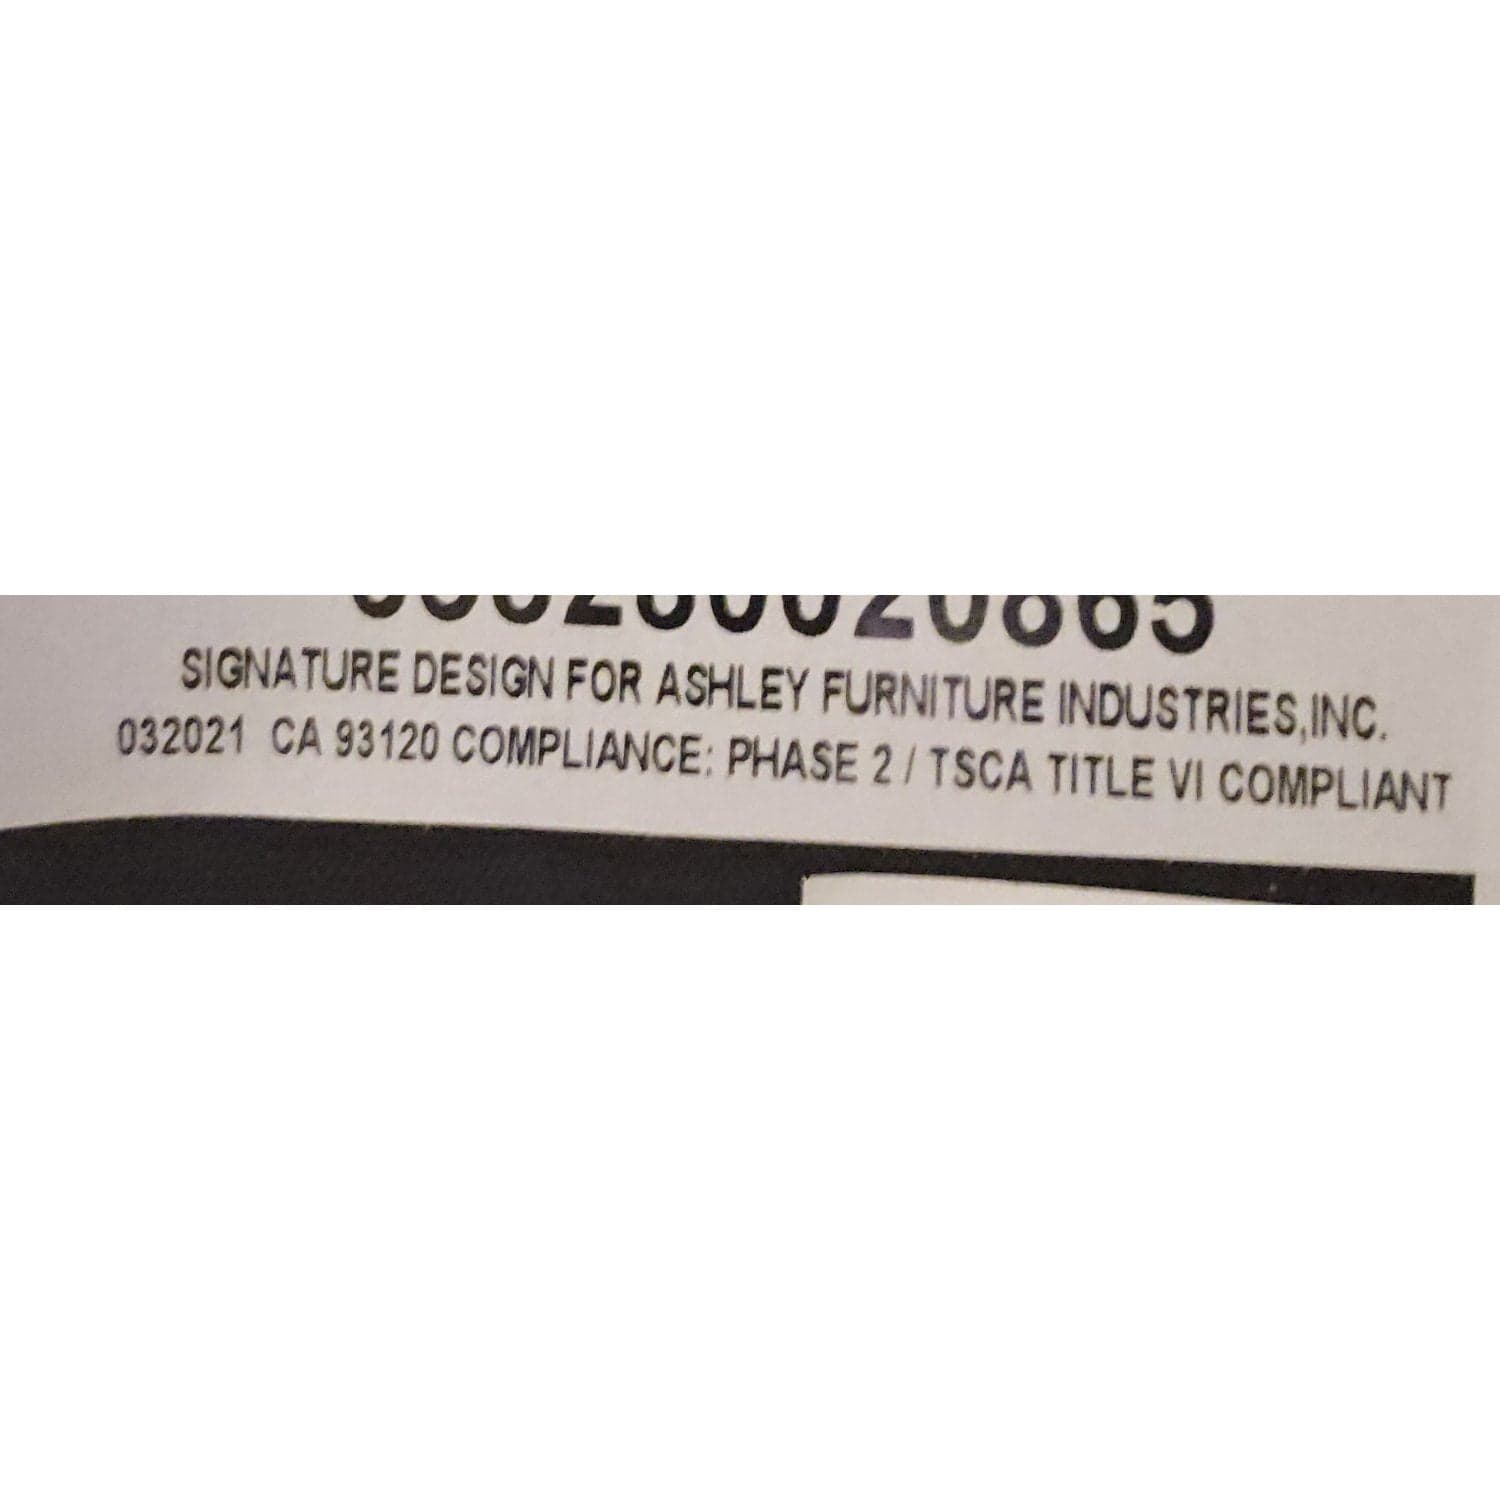 SIGNATURE DESIGN FOR ASHLEY FURNITURE INDUSTRIES,INC.
032021 CA 93120 COMPLIANCE: PHASE 2 / TSCA TITLE VI COMPLIANT